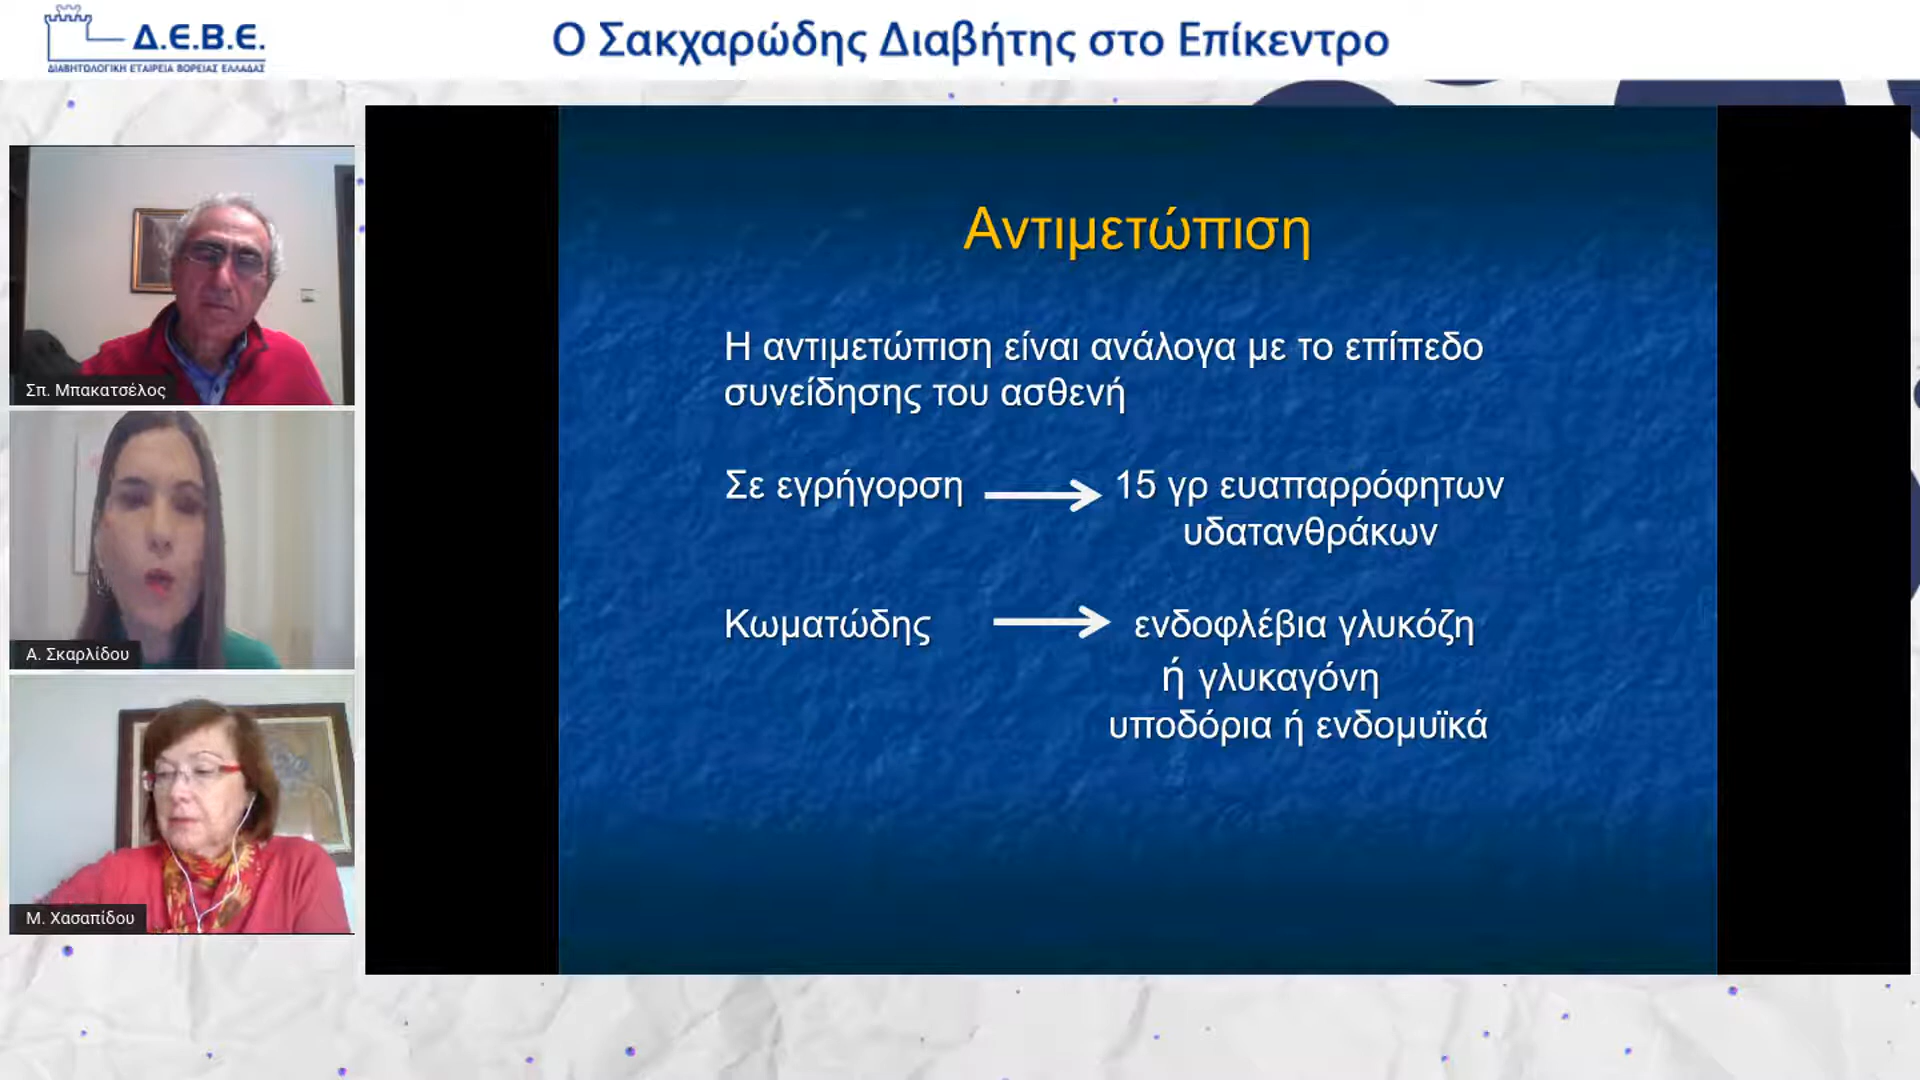 Δ.Ε.Β.Ε.
ΔΙΑΒΗΤΟΛΟΓΙΚΗ ΕΤΑΙΡΕΙΑ ΒΟΡΕΙΑΣ ΕΛΛΑΔΑΣ
Ο Σακχαρώδης Διαβήτης στο Επίκεντρο
Σπ. Μπακατσέλος
Α. Σκαρλίδου
Μ. Χασαπίδου
Αντιμετώπιση
Η αντιμετώπιση είναι ανάλογα με το επίπεδο
συνείδησης του ασθενή
Σε εγρήγορση → 15 γρ ευαπαρρόφητων
υδατανθράκων
Κωματώδης → ενδοφλέβια γλυκόζη
ή γλυκαγόνη
υποδόρια ή ενδομυϊκά